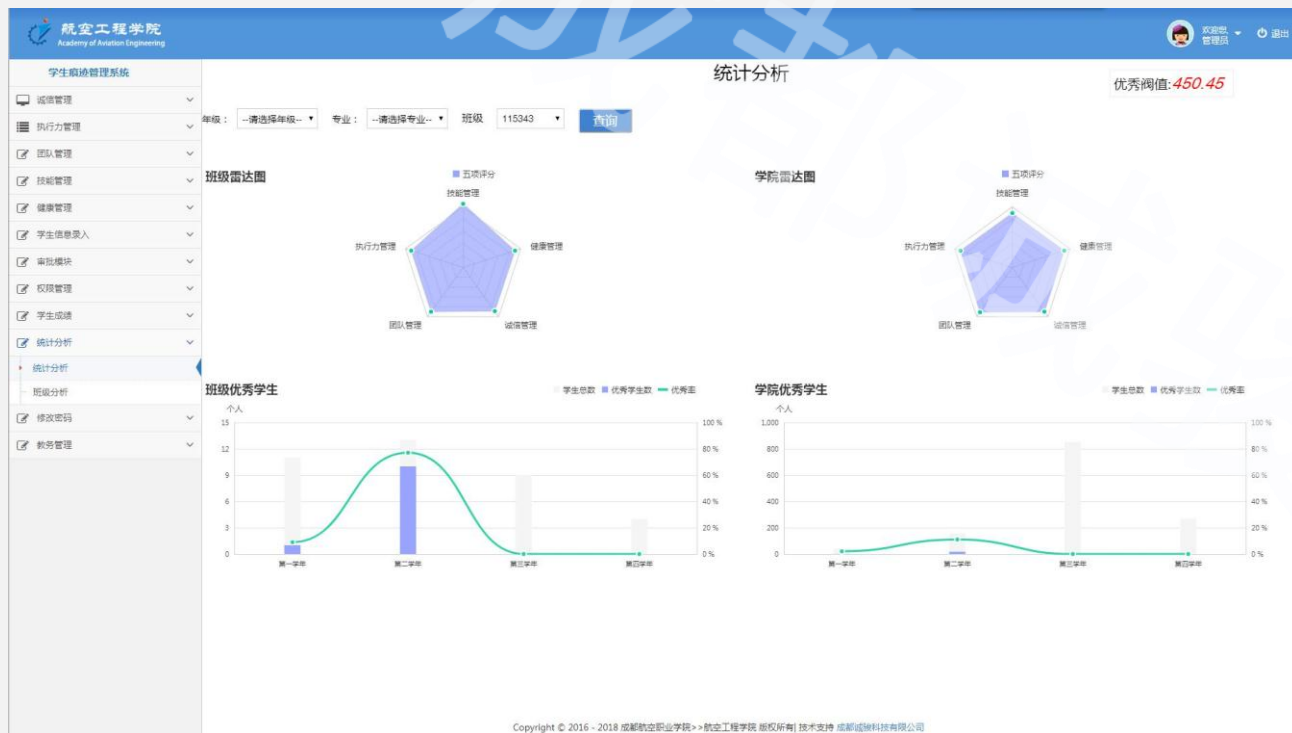 航空工程学院
Academy of Aviation Engineering
欢迎您,
管理员
退出
学生痕迹管理系统
统计分析
优秀阀值:450.45
诚信管理
执行力管理
团队管理
技能管理
健康管理
学生信息录入
审批模块
权限管理
学生成绩
统计分析
统计分析
班级分析
修改密码
教务管理
年级: --请选择年级-- 专业: --请选择专业-- 班级 115343 查询
班级雷达图
五项评分
技能管理
执行力管理
健康管理
团队管理
诚信管理
学院雷达图
五项评分
技能管理
执行力管理
健康管理
团队管理
诚信管理
班级优秀学生
学生总数 优秀学生数 优秀率
个人
15
12
9
6
3
0
100 %
80 %
60 %
40 %
20 %
0 %
第一学年 第二学年 第三学年 第四学年
学院优秀学生
学生总数 优秀学生数 优秀率
个人
1,000
800
600
400
200
0
100 %
80 %
60 %
40 %
20 %
0 %
第一学年 第二学年 第三学年 第四学年
Copyright © 2016 - 2018 成都航空职业学院>>航空工程学院 版权所有| 技术支持 成都诚骏科技有限公司